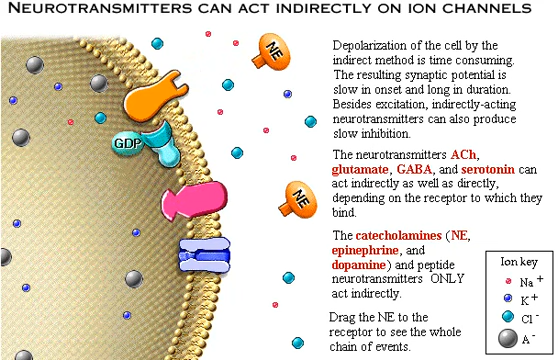 NEUROTRANSMITTERS CAN ACT INDIRECTLY ON ION CHANNELS
NE
Depolarization of the cell by the
indirect method is time consuming.
The resulting synaptic potential is
slow in onset and long in duration.
Besides excitation, indirectly-acting
neurotransmitters can also produce
slow inhibition.
GDP
The neurotransmitters ACh,
glutamate, GABA, and serotonin can
act indirectly as well as directly,
depending on the receptor to which they
bind.
NE
The catecholamines (NE,
epinephrine, and
dopamine) and peptide
neurotransmitters ONLY
act indirectly.
Drag the NE to the
receptor to see the whole
chain of events.
Ion key
Na +
K +
Cl -
A -